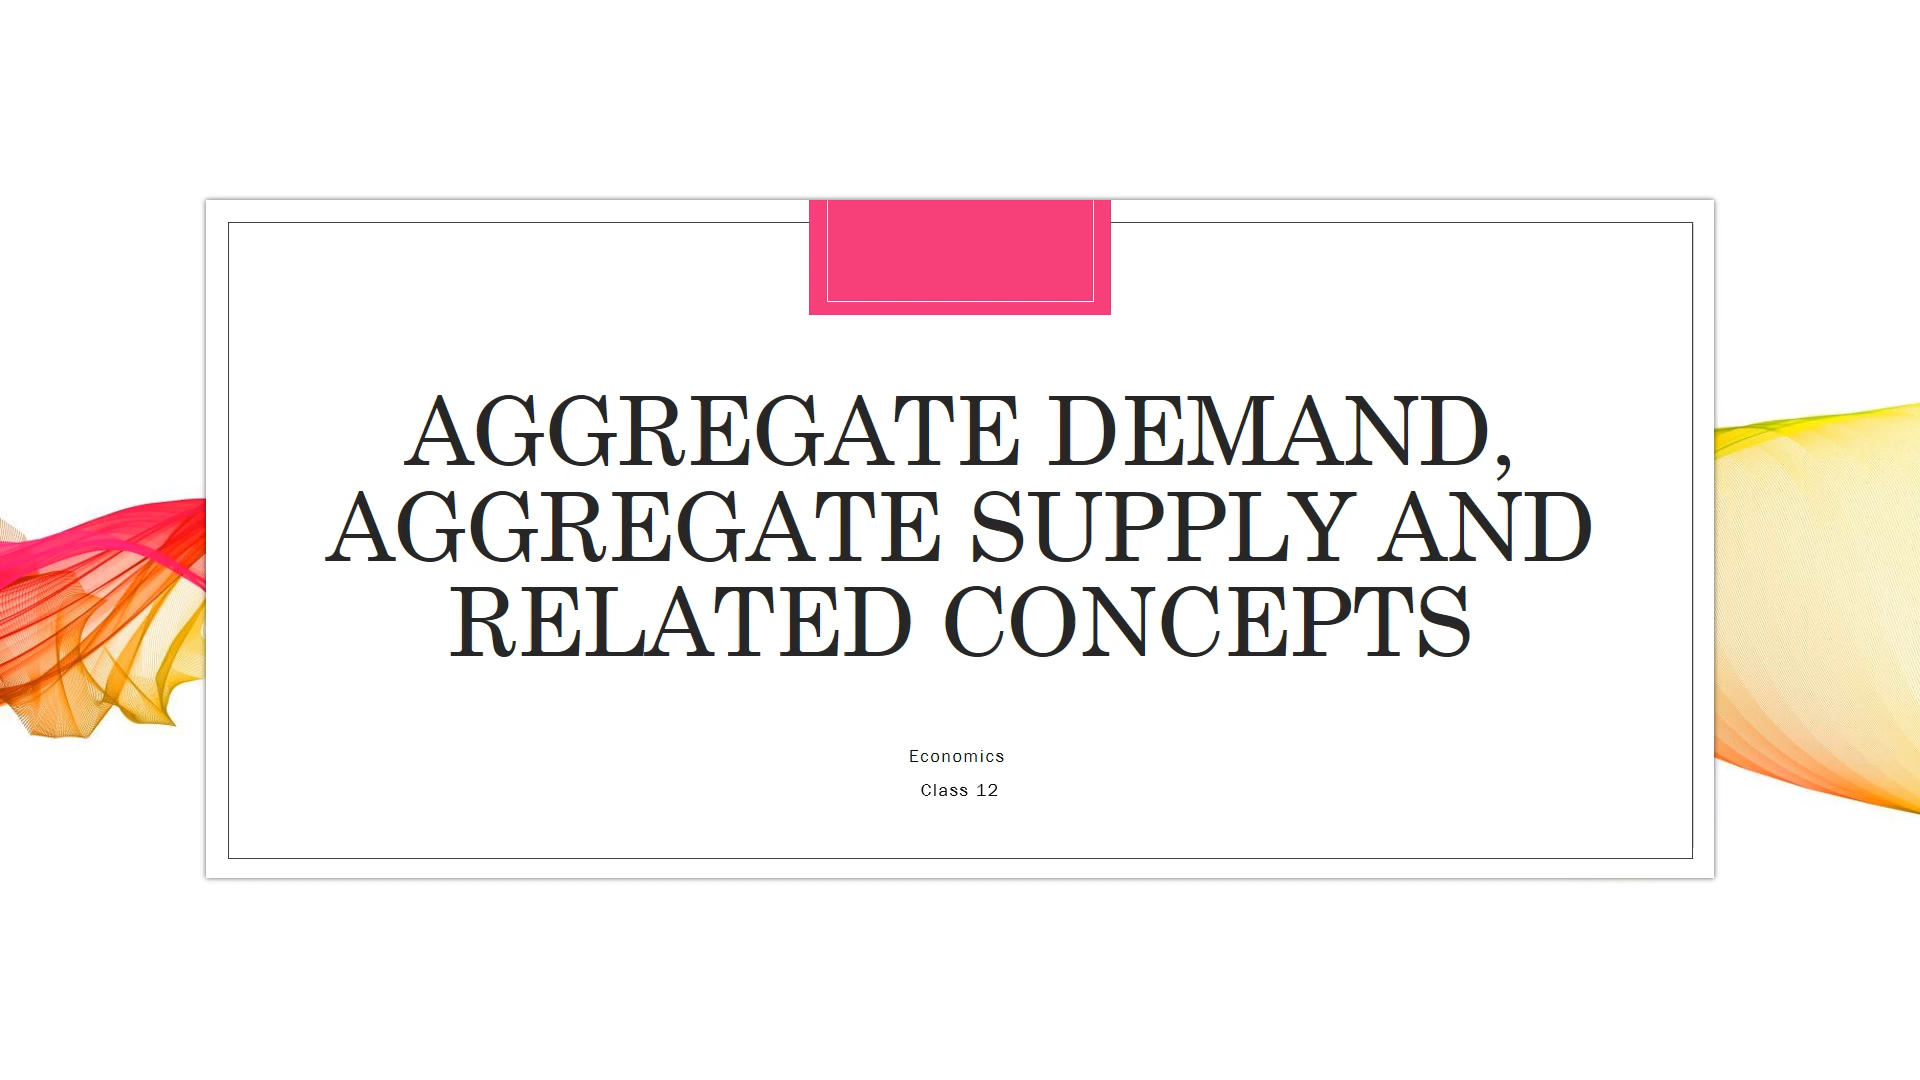 AGGREGATE DEMAND,
AGGREGATE SUPPLY AND
RELATED CONCEPTS
Economics
Class 12